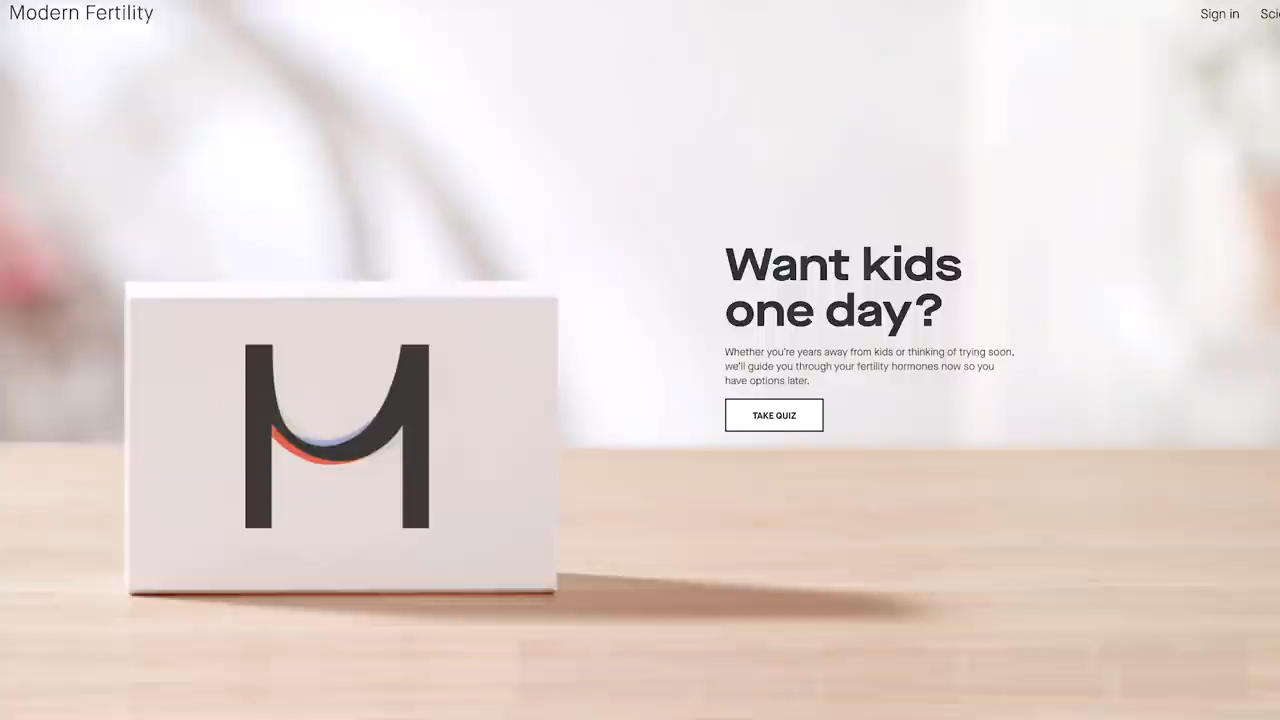 Modern Fertility
Sign in
M
Want kids
one day?
Whether you're years away from kids or thinking of trying soon,
we'll guide you through your fertility hormones now so you
have options later.
TAKE QUIZ